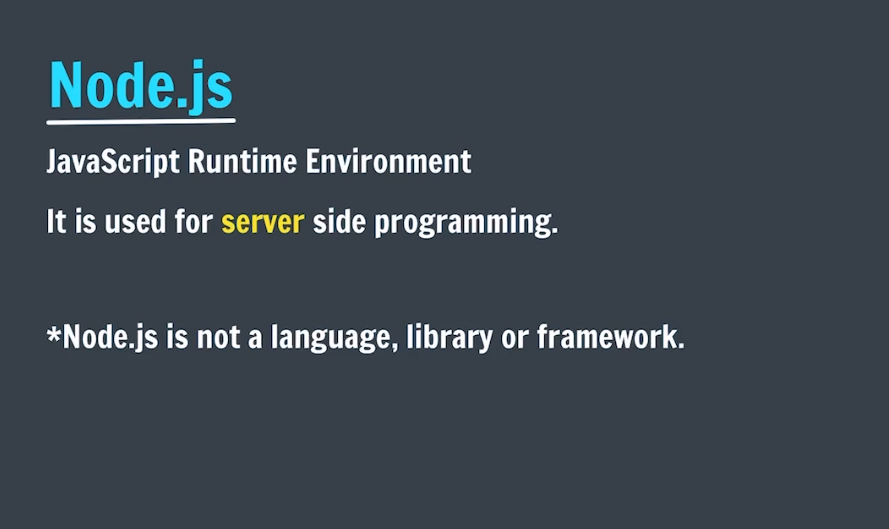 Node.js
JavaScript Runtime Environment
It is used for server side programming.
*Node.js is not a language, library or framework.